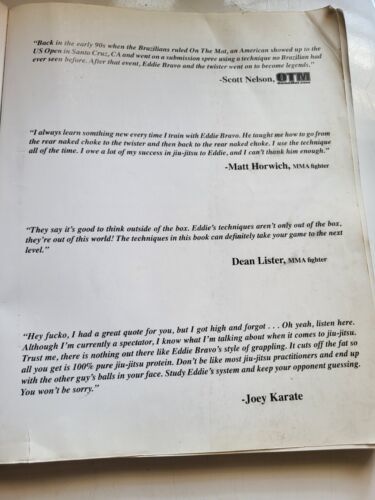 "Back in the early 90s when the Brazilians ruled On The Mat, an American showed up to the
US Open in Santa Cruz, CA and went on a submission spree using a technique no Brazilian had
ever seen before. After that event, Eddie Bravo and the twister went on to become legends."
-Scott Nelson, OTM
"I always learn somthing new every time I train with Eddie Bravo. He taught me how to go from
the rear naked choke to the twister and then back to the rear naked choke. I use the technique
all of the time. I owe a lot of my success in jiu-jitsu to Eddie, and I can't thank him enough."
-Matt Horwich, MMA fighter
"They say it's good to think outside of the box. Eddie's techniques aren't only out of the box,
they're out of this world! The techniques in this book can definitely take your game to the next
level."
Dean Lister, MMA fighter
"Hey fucko, I had a great quote for you, but I got high and forgot . . . Oh yeah, listen here.
Although I'm currently a spectator, I know what I'm talking about when it comes to jiu-jitsu.
Trust me, there is nothing out there like Eddie Bravo's style of grappling. It cuts off the fat so
all you get is 100% pure jiu-jitsu protein. Don't be like most jiu-jitsu practitioners and end up
with the other guy's balls in your face. Study Eddie's system and keep your opponent guessing.
You won't be sorry."
-Joey Karate